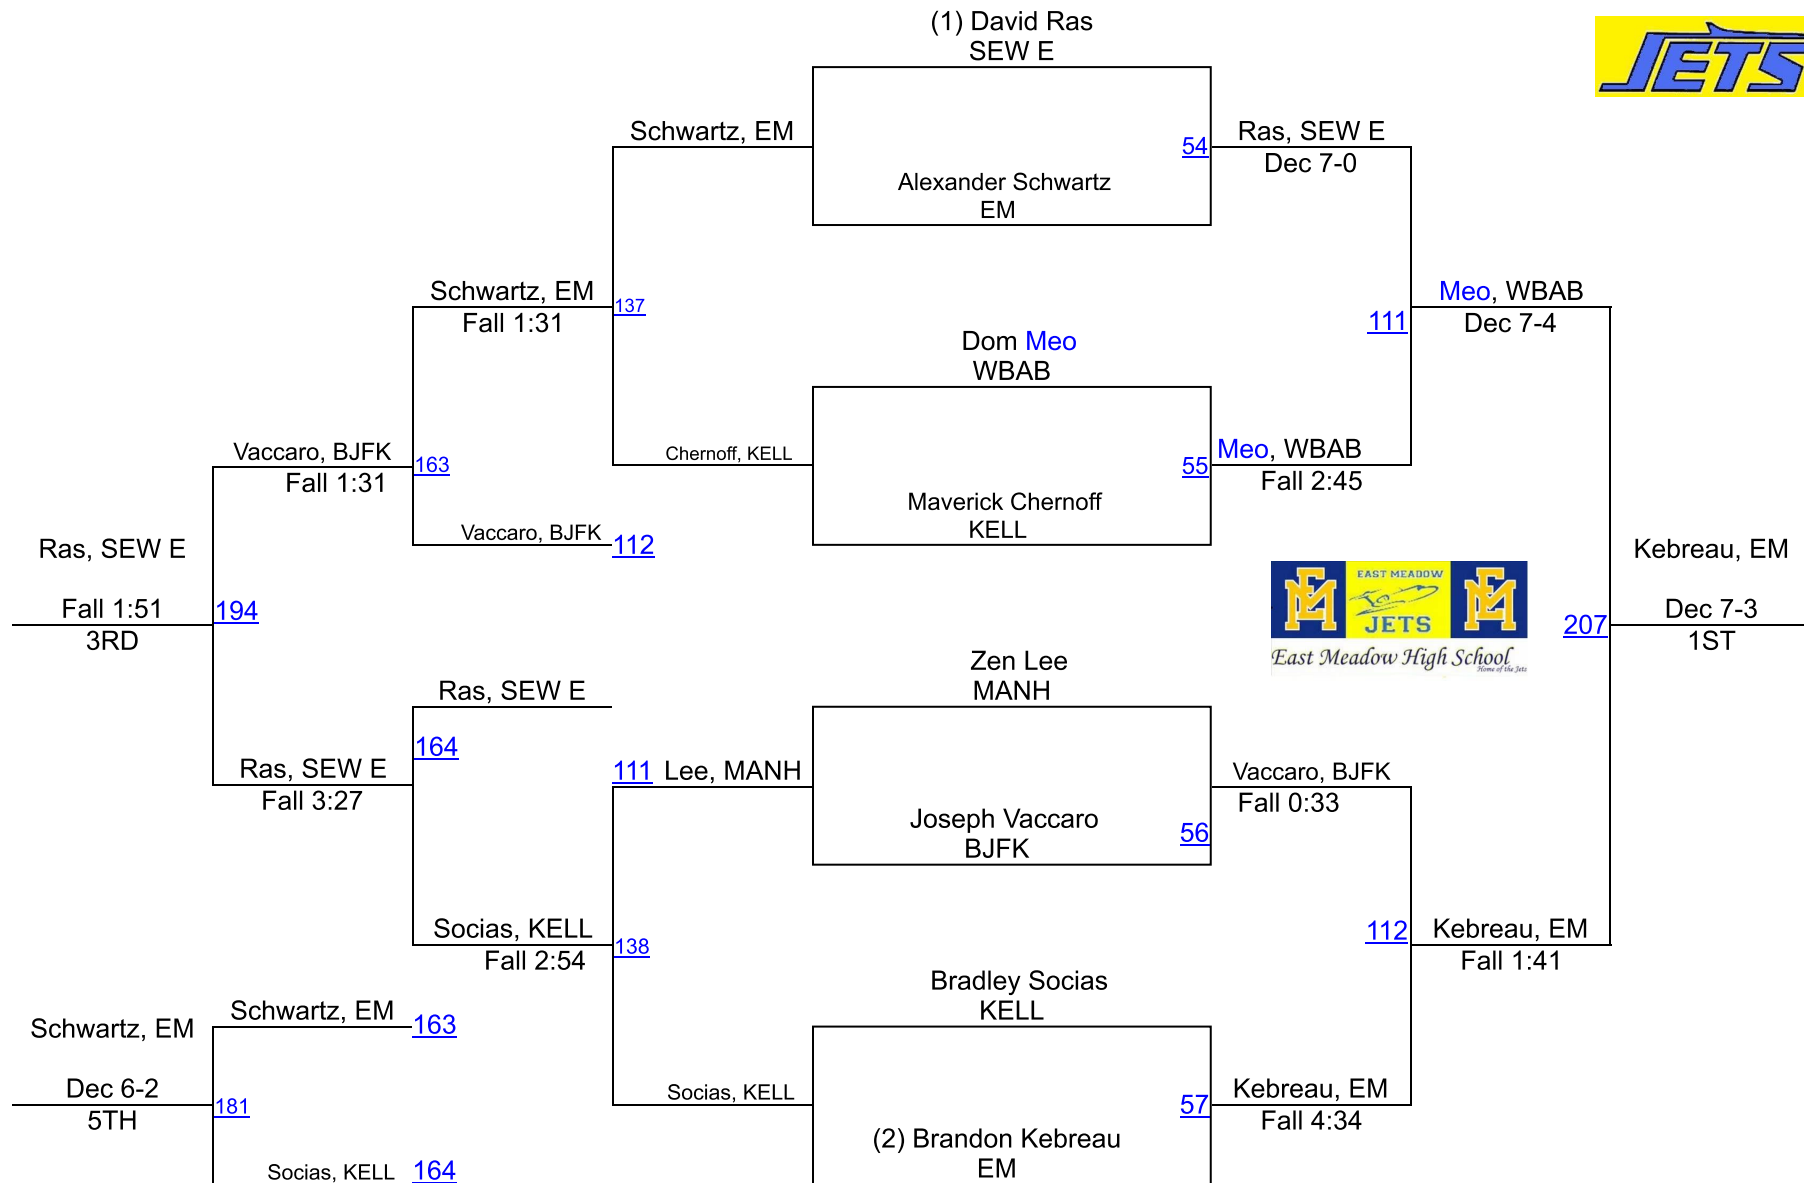 (1) David Ras
SEW E
JETS
Schwartz, EM
54
Ras, SEW E
Dec 7-0
Alexander Schwartz
EM
Schwartz, EM
Fall 1:31
137
Meo, WBAB
Dec 7-4
111
Dom Meo
WBAB
Vaccaro, BJFK
Fall 1:31
163
Chernoff, KELL
55
Meo, WBAB
Fall 2:45
Maverick Chernoff
KELL
Vaccaro, BJFK
112
Ras, SEW E
Fall 1:51
3RD
194
Kebreau, EM
Dec 7-3
1ST
207
EAST MEADOW
JETS
East Meadow High School
Home of the Jets
Zen Lee
MANH
Ras, SEW E
164
Ras, SEW E
Fall 3:27
111
Lee, MANH
Vaccaro, BJFK
Fall 0:33
Joseph Vaccaro
BJFK
56
Socias, KELL
Fall 2:54
138
112
Kebreau, EM
Fall 1:41
Bradley Socias
KELL
Schwartz, EM
163
Schwartz, EM
Dec 6-2
5TH
181
Socias, KELL
57
Kebreau, EM
Fall 4:34
(2) Brandon Kebreau
EM
Socias, KELL
164